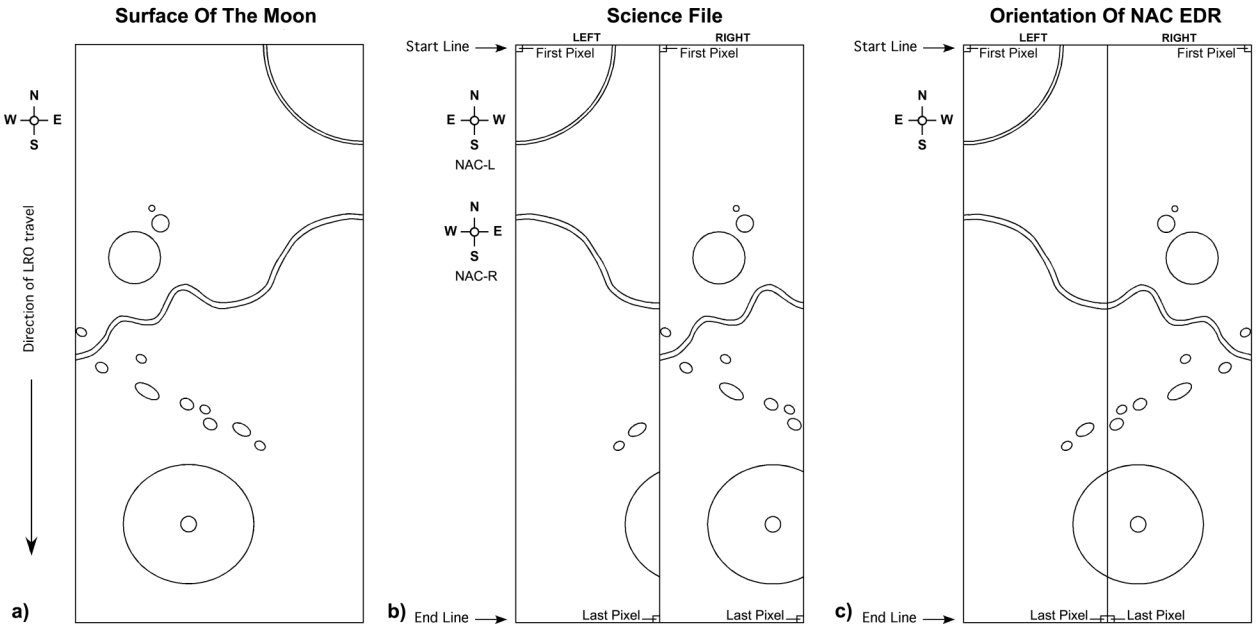 Surface Of The Moon
N
W E
S
Direction of LRO travel
a)
Science File
LEFT RIGHT
Start Line
First Pixel First Pixel
N
E W
S
NAC-L
N
W E
S
NAC-R
b)
End Line
Last Pixel Last Pixel
Orientation Of NAC EDR
LEFT RIGHT
Start Line
First Pixel First Pixel
N
E W
S
c)
End Line
Last Pixel Last Pixel